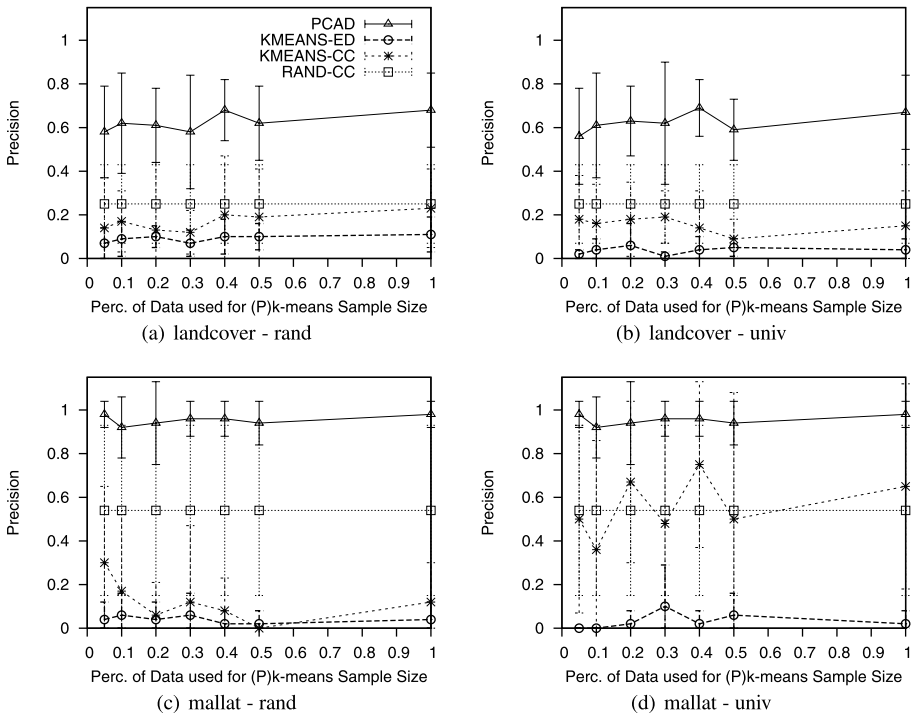 PCAD
KMEANS-ED
KMEANS-CC
RAND-CC
Precision
1
0.8
0.6
0.4
0.2
0
0 0.1 0.2 0.3 0.4 0.5 0.6 0.7 0.8 0.9 1
Perc. of Data used for (P)k-means Sample Size
(a) landcover - rand
Precision
1
0.8
0.6
0.4
0.2
0
0 0.1 0.2 0.3 0.4 0.5 0.6 0.7 0.8 0.9 1
Perc. of Data used for (P)k-means Sample Size
(b) landcover - univ
Precision
1
0.8
0.6
0.4
0.2
0
0 0.1 0.2 0.3 0.4 0.5 0.6 0.7 0.8 0.9 1
Perc. of Data used for (P)k-means Sample Size
(c) mallat - rand
Precision
1
0.8
0.6
0.4
0.2
0
0 0.1 0.2 0.3 0.4 0.5 0.6 0.7 0.8 0.9 1
Perc. of Data used for (P)k-means Sample Size
(d) mallat - univ